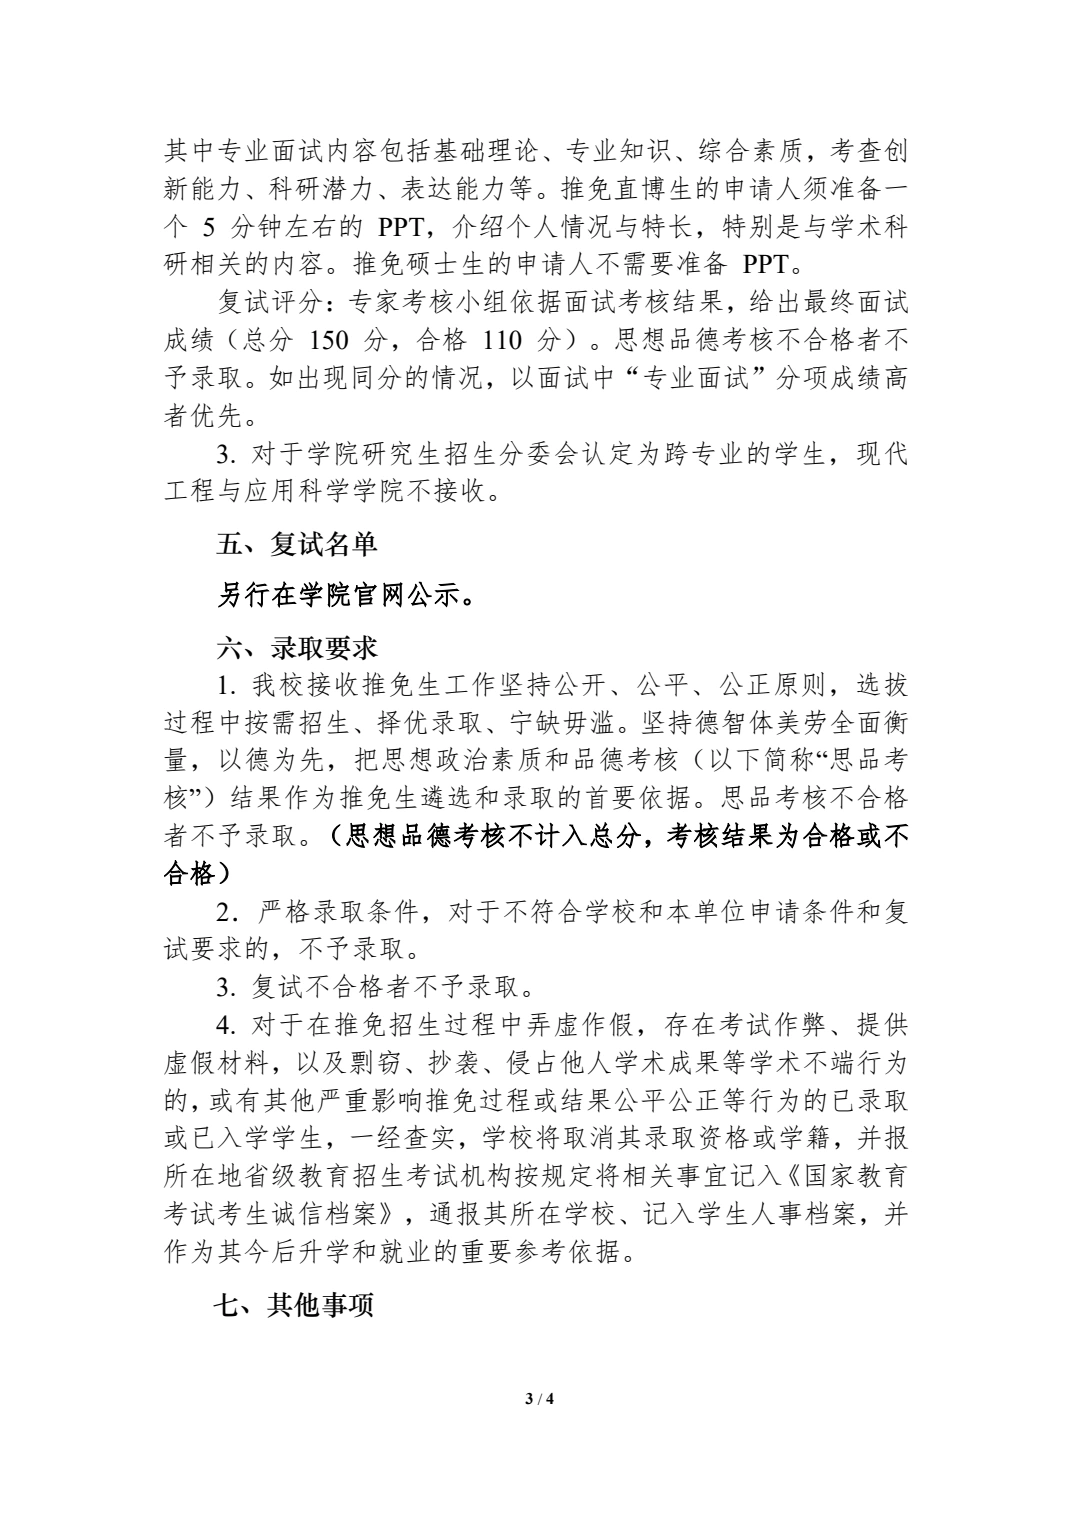 其中专业面试内容包括基础理论、专业知识、综合素质，考查创
新能力、科研潜力、表达能力等。推免直博生的申请人须准备一
个 5 分钟左右的 PPT，介绍个人情况与特长，特别是与学术科
研相关的内容。推免硕士生的申请人不需要准备 PPT。
复试评分：专家考核小组依据面试考核结果，给出最终面试
成绩（总分 150 分，合格 110 分）。思想品德考核不合格者不
予录取。如出现同分的情况，以面试中“专业面试”分项成绩高
者优先。
3. 对于学院研究生招生分委会认定为跨专业的学生，现代
工程与应用科学学院不接收。
五、复试名单
另行在学院官网公示。
六、录取要求
1. 我校接收推免生工作坚持公开、公平、公正原则，选拔
过程中按需招生、择优录取、宁缺毋滥。坚持德智体美劳全面衡
量，以德为先，把思想政治素质和品德考核（以下简称“思品考
核”）结果作为推免生遴选和录取的首要依据。思品考核不合格
者不予录取。（思想品德考核不计入总分，考核结果为合格或不
合格）
2．严格录取条件，对于不符合学校和本单位申请条件和复
试要求的，不予录取。
3. 复试不合格者不予录取。
4. 对于在推免招生过程中弄虚作假，存在考试作弊、提供
虚假材料，以及剽窃、抄袭、侵占他人学术成果等学术不端行为
的，或有其他严重影响推免过程或结果公平公正等行为的已录取
或已入学学生，一经查实，学校将取消其录取资格或学籍，并报
所在地省级教育招生考试机构按规定将相关事宜记入《国家教育
考试考生诚信档案》，通报其所在学校、记入学生人事档案，并
作为其今后升学和就业的重要参考依据。
七、其他事项
3 / 4